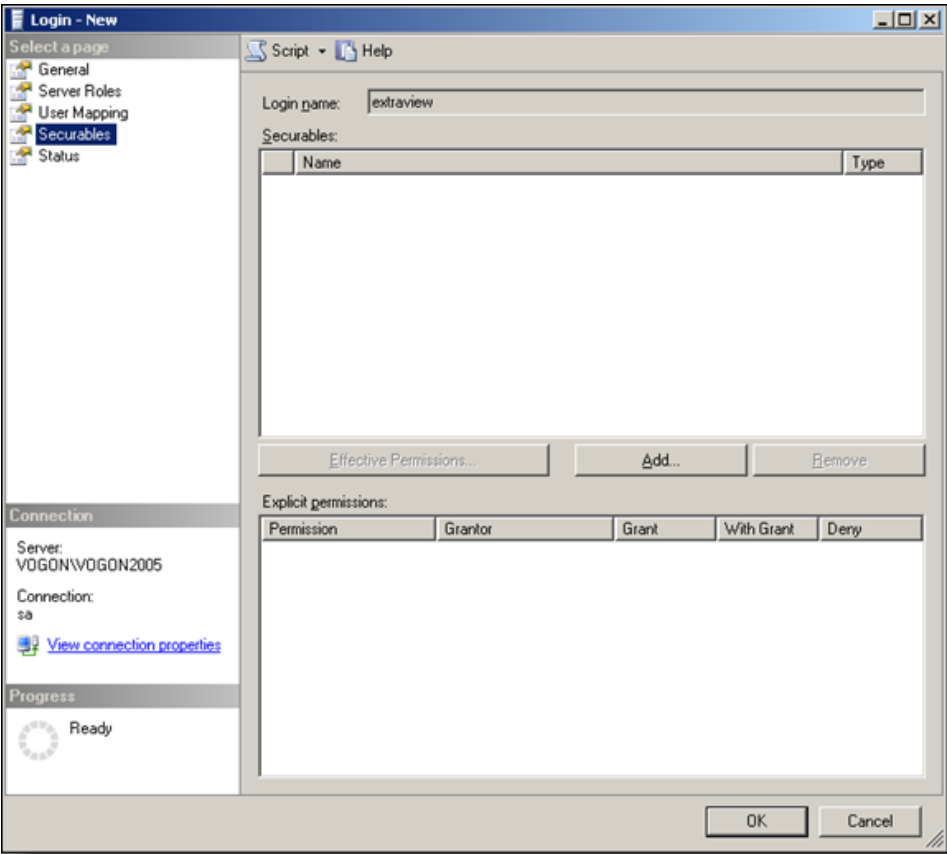 Login - New
Select a page
General
Server Roles
User Mapping
Securables
Status
Script Help
Login name: extraview
Securables:
Name Type
Effective Permissions... Add... Remove
Explicit permissions:
Permission Grantor Grant With Grant Deny
Connection
Server:
VOGON\VOGON2005
Connection:
sa
View connection properties
Progress
Ready
OK Cancel